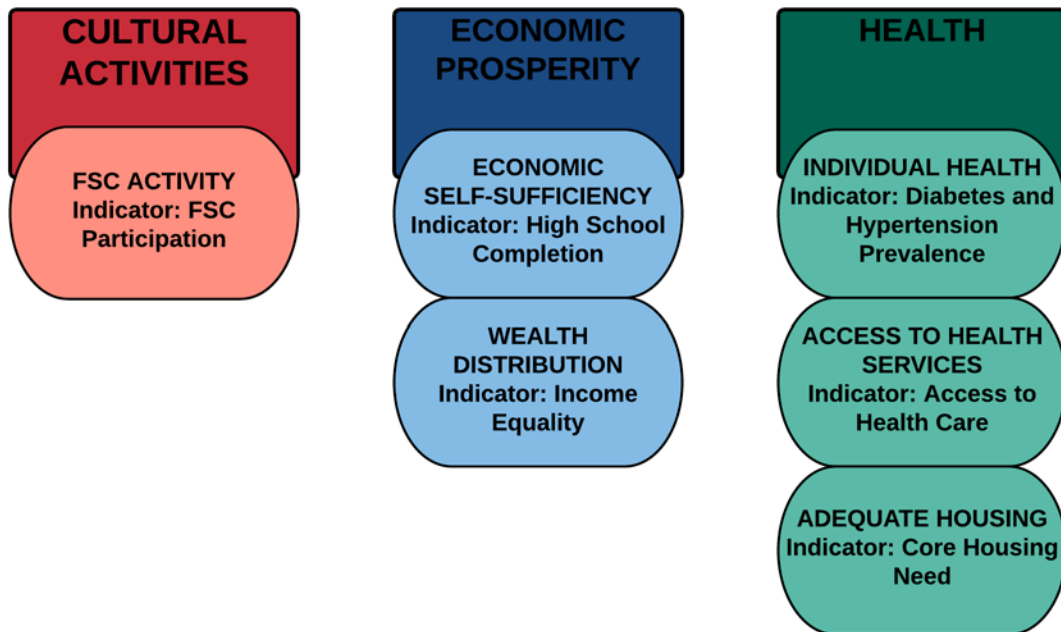 CULTURAL
ACTIVITIES
FSC ACTIVITY
Indicator: FSC
Participation
ECONOMIC
PROSPERITY
ECONOMIC
SELF-SUFFICIENCY
Indicator: High School
Completion
WEALTH
DISTRIBUTION
Indicator: Income
Equality
HEALTH
INDIVIDUAL HEALTH
Indicator: Diabetes and
Hypertension
Prevalence
ACCESS TO HEALTH
SERVICES
Indicator: Access to
Health Care
ADEQUATE HOUSING
Indicator: Core Housing
Need